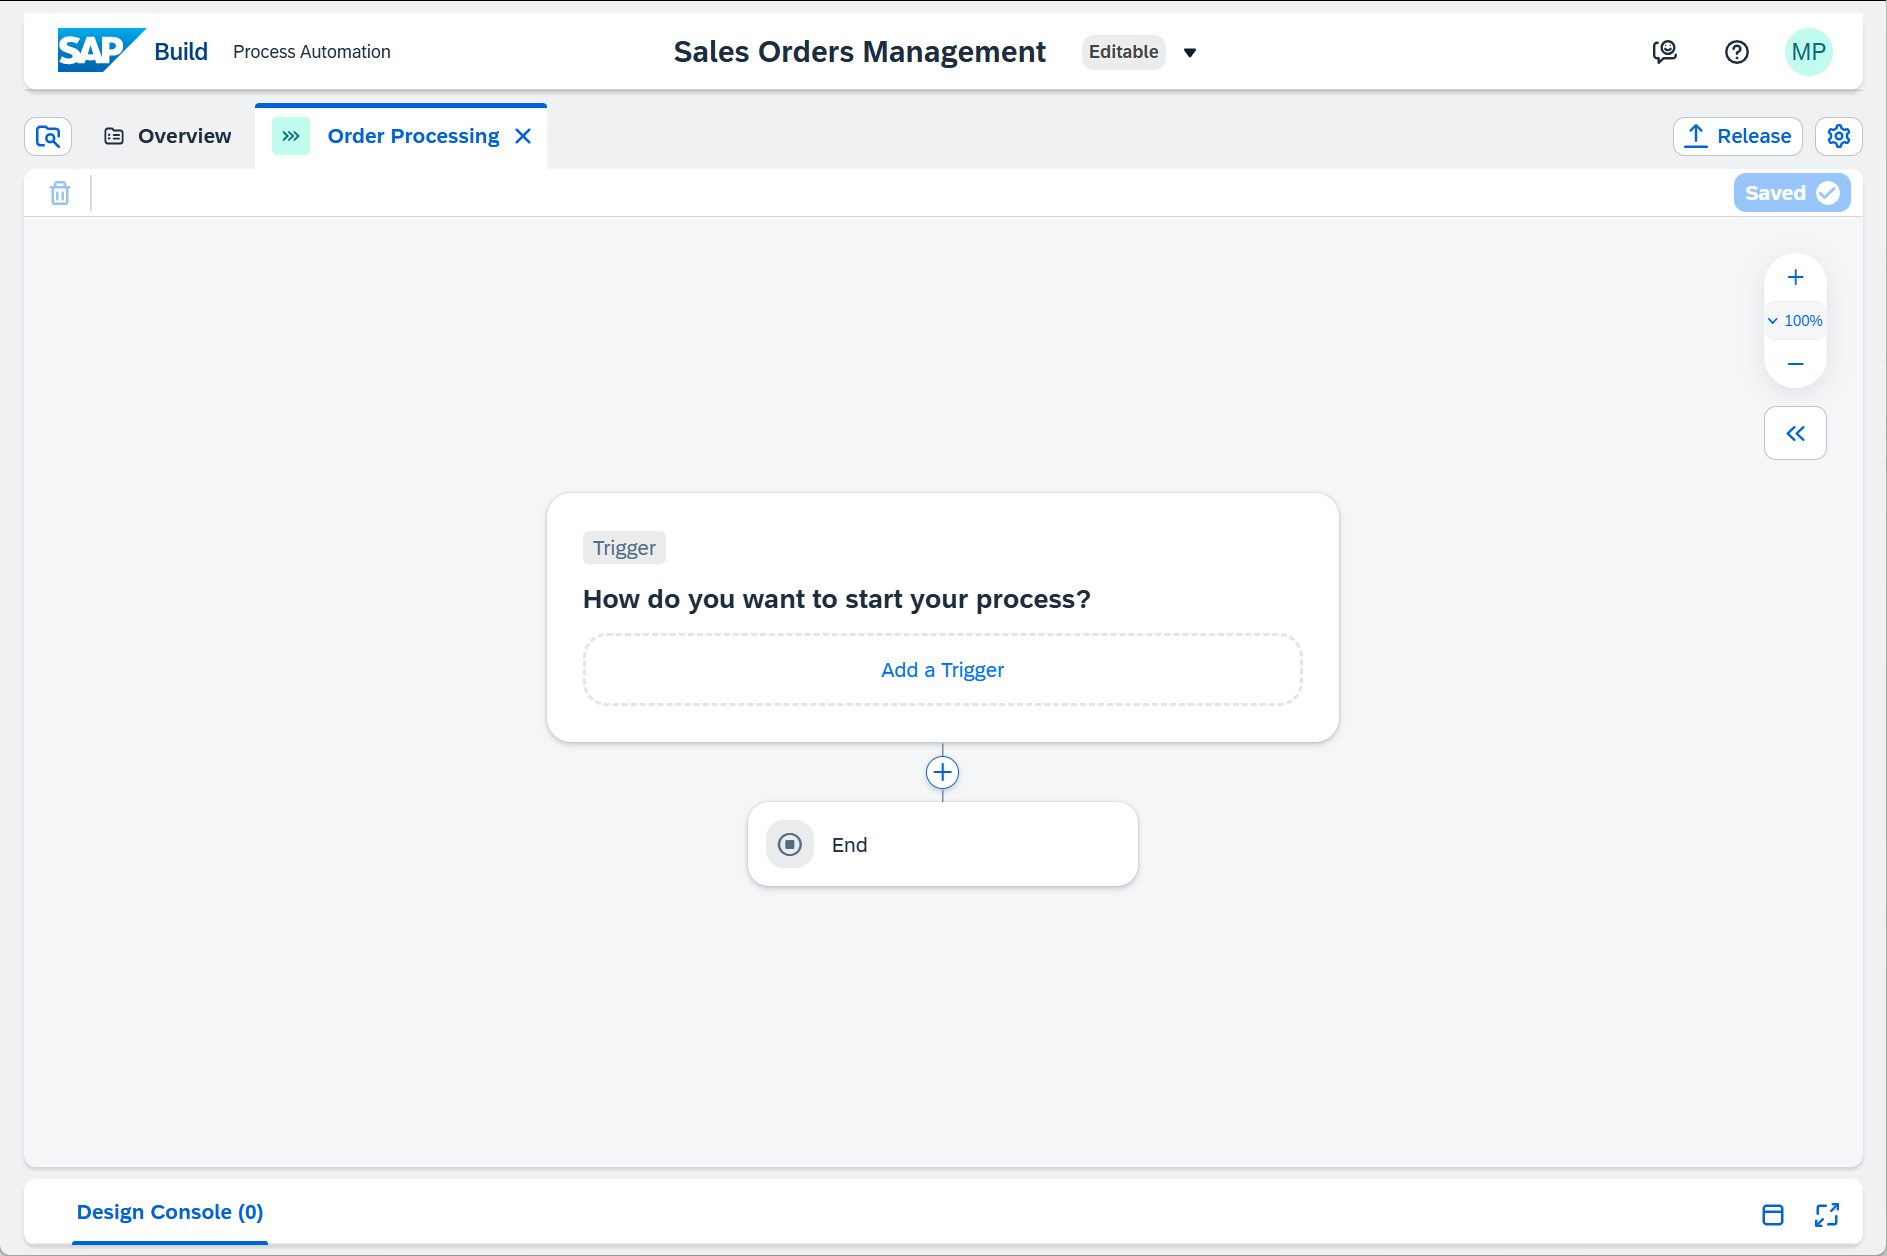 SAP Build Process Automation
Sales Orders Management Editable
MP
Overview
Order Processing
Release
Saved
100%
Trigger
How do you want to start your process?
Add a Trigger
End
Design Console (0)